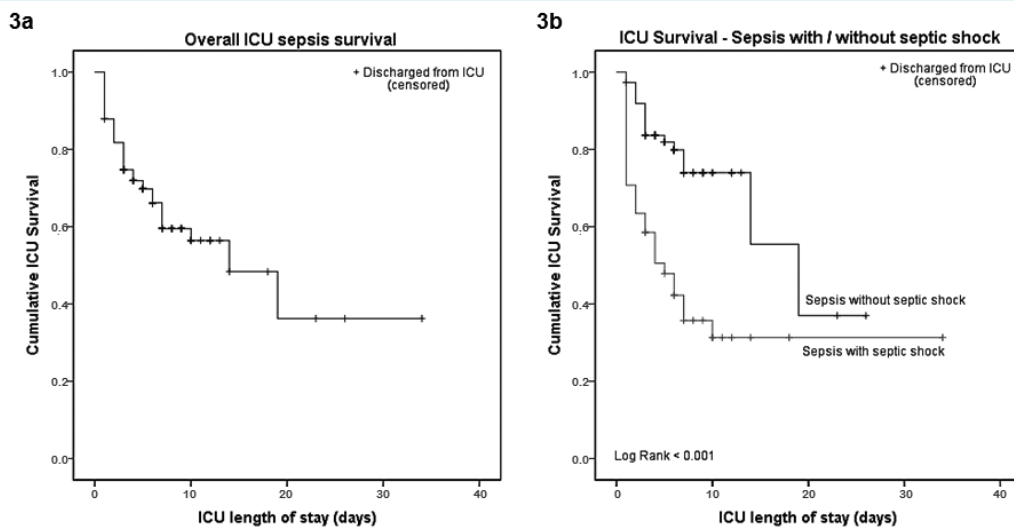 3a
Overall ICU sepsis survival
+ Discharged from ICU
(censored)
Cumulative ICU Survival
1.0
0.8
0.6
0.4
0.2
0.0
0
10
20
30
40
ICU length of stay (days)
3b
ICU Survival - Sepsis with / without septic shock
+ Discharged from ICU
(censored)
Cumulative ICU Survival
1.0
0.8
0.6
0.4
0.2
0.0
Sepsis without septic shock
Sepsis with septic shock
Log Rank < 0.001
0
10
20
30
40
ICU length of stay (days)